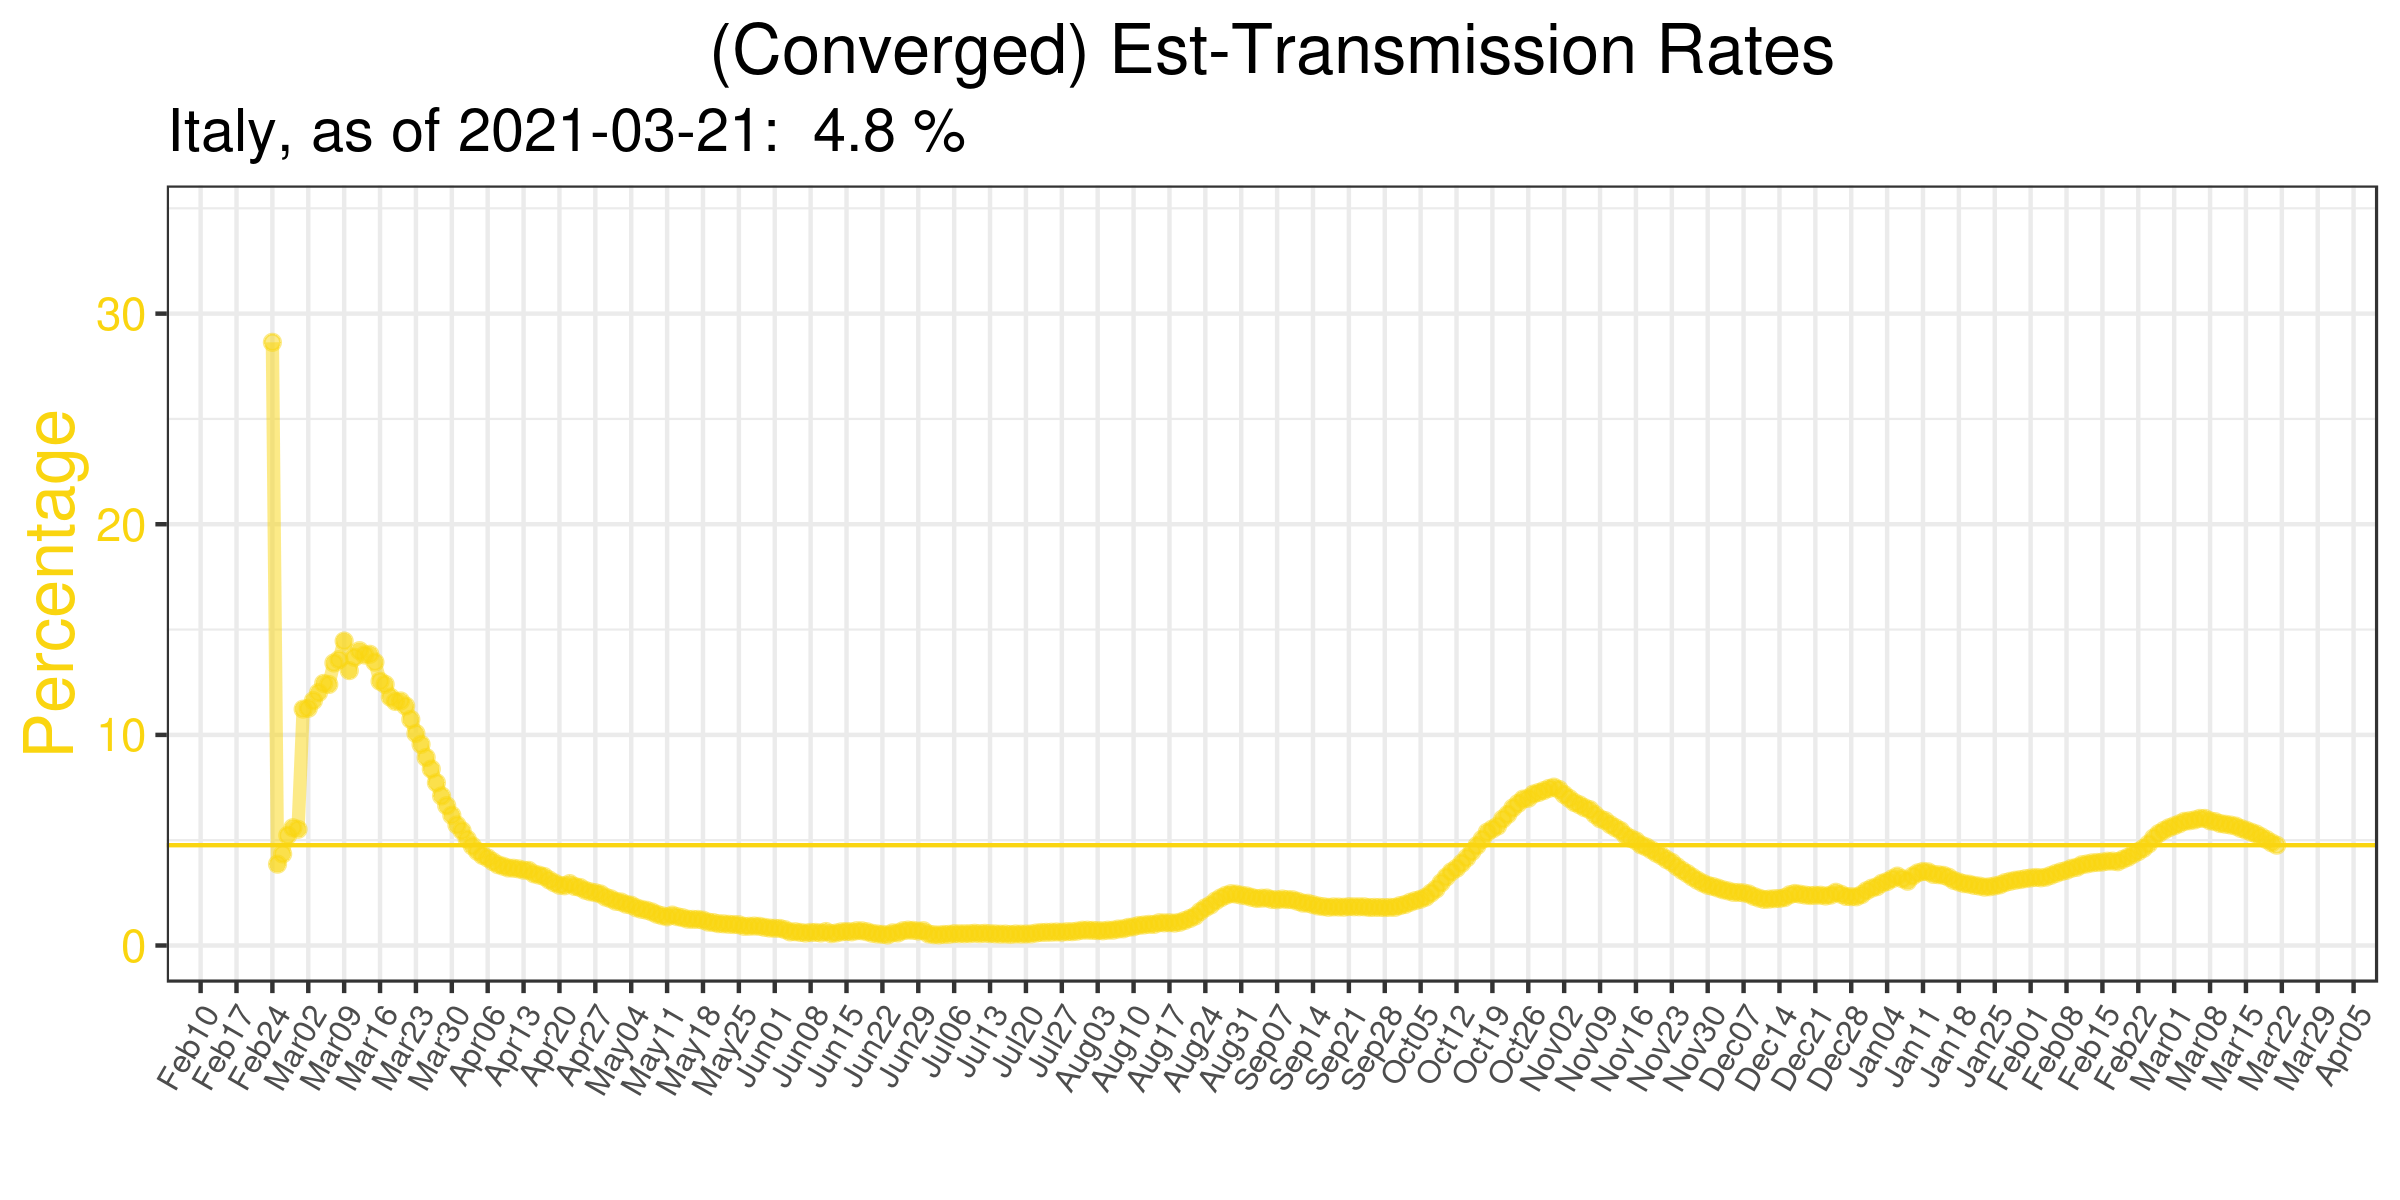 (Converged) Est-Transmission Rates
Italy, as of 2021-03-21:  4.8 %
Percentage
30
20
10
0
Feb10
Feb17
Feb24
Mar02
Mar09
Mar16
Mar23
Mar30
Apr06
Apr13
Apr20
Apr27
May04
May11
May18
May25
Jun01
Jun08
Jun15
Jun22
Jun29
Jul06
Jul13
Jul20
Jul27
Aug03
Aug10
Aug17
Aug24
Aug31
Sep07
Sep14
Sep21
Sep28
Oct05
Oct12
Oct19
Oct26
Nov02
Nov09
Nov16
Nov23
Nov30
Dec07
Dec14
Dec21
Dec28
Jan04
Jan11
Jan18
Jan25
Feb01
Feb08
Feb15
Feb22
Mar01
Mar08
Mar15
Mar22
Mar29
Apr05